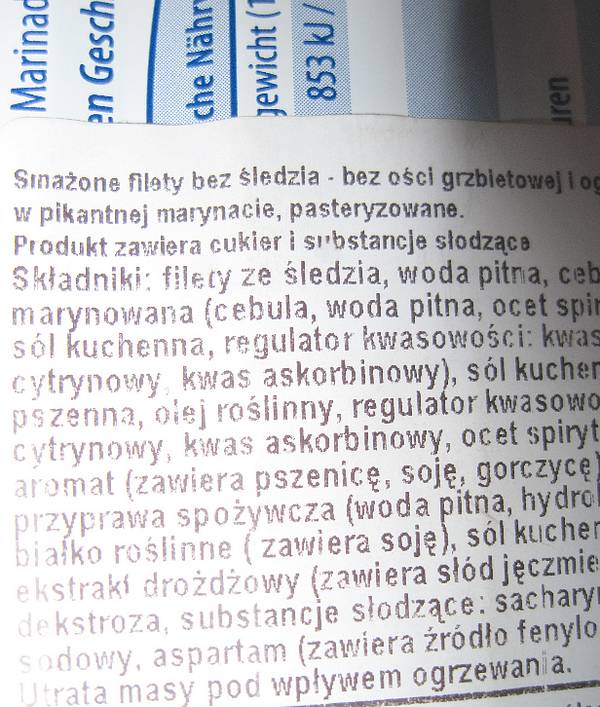 Marinad
en Gesch
che Nährv
gewicht (1
853 kJ /
uren
Smażone filety bez śledzia - bez ości grzbietowej i og
w pikantnej marynacie, pasteryzowane.
Produkt zawiera cukier i substancje słodzące
Składniki: filety ze śledzia, woda pitna, ceb
marynowana (cebula, woda pitna, ocet spir
sól kuchenna, regulator kwasowości: kwas
cytrynowy, kwas askorbinowy), sól kuchen
pszenna, olej roślinny, regulator kwasowo
cytrynowy, kwas askorbinowy, ocet spiryt
aromat (zawiera pszenicę, soję, gorczycę)
przyprawa spożywcza (woda pitna, hydrol
białko roślinne ( zawiera soję), sól kuchen
ekstrakt drożdżowy (zawiera słód jęczmie
dekstroza, substancje słodzące: sacharyn
sodowy, aspartam (zawiera źródło fenylo
Utrata masy pod wpływem ogrzewania.